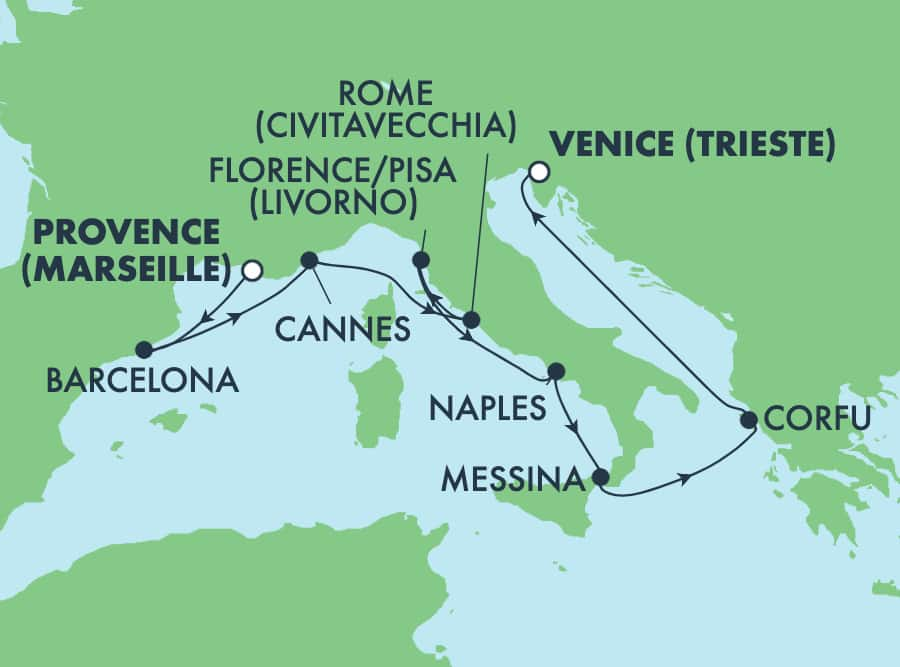 ROME
(CIVITAVECCHIA)
VENICE (TRIESTE)
FLORENCE/PISA
(LIVORNO)
PROVENCE
(MARSEILLE)
CANNES
BARCELONA
NAPLES
CORFU
MESSINA